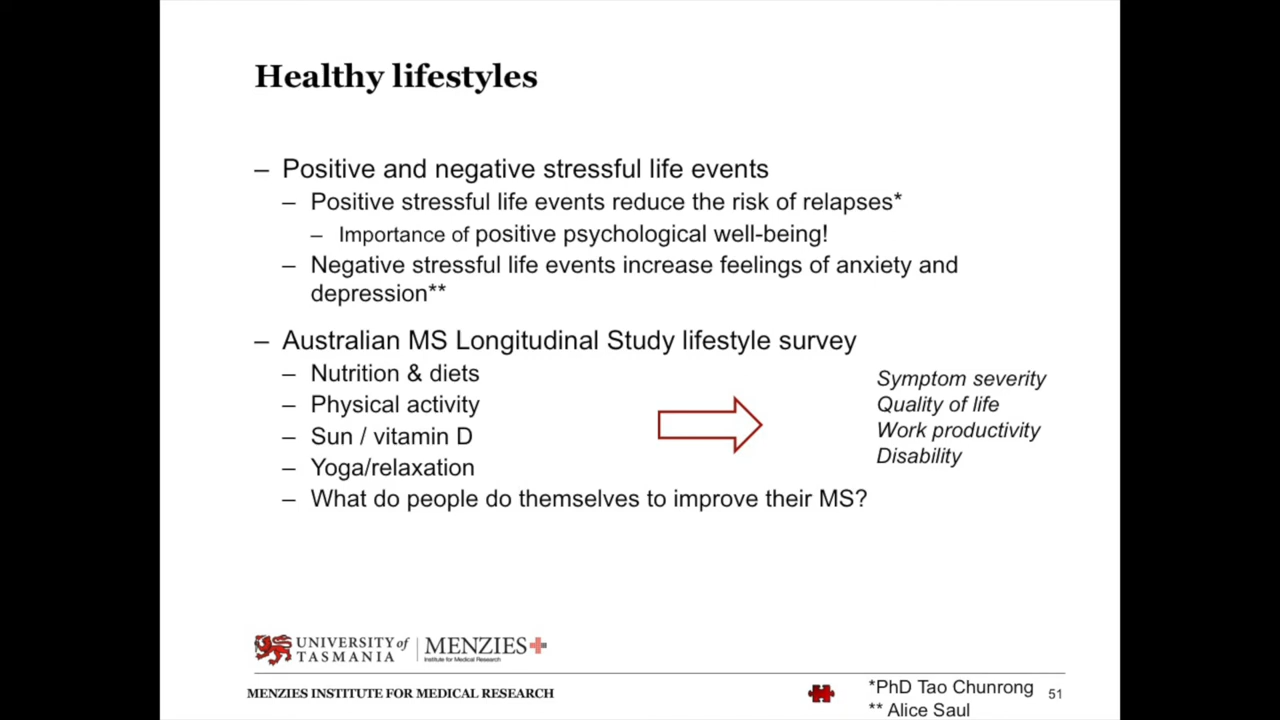 Healthy lifestyles
– Positive and negative stressful life events
– Positive stressful life events reduce the risk of relapses*
– Importance of positive psychological well-being!
– Negative stressful life events increase feelings of anxiety and
depression**
– Australian MS Longitudinal Study lifestyle survey
– Nutrition & diets
– Physical activity
– Sun / vitamin D
– Yoga/relaxation
– What do people do themselves to improve their MS?
Symptom severity
Quality of life
Work productivity
Disability
UNIVERSITY of
TASMANIA
MENZIES
Institute for Medical Research
MENZIES INSTITUTE FOR MEDICAL RESEARCH
*PhD Tao Chunrong
** Alice Saul
51